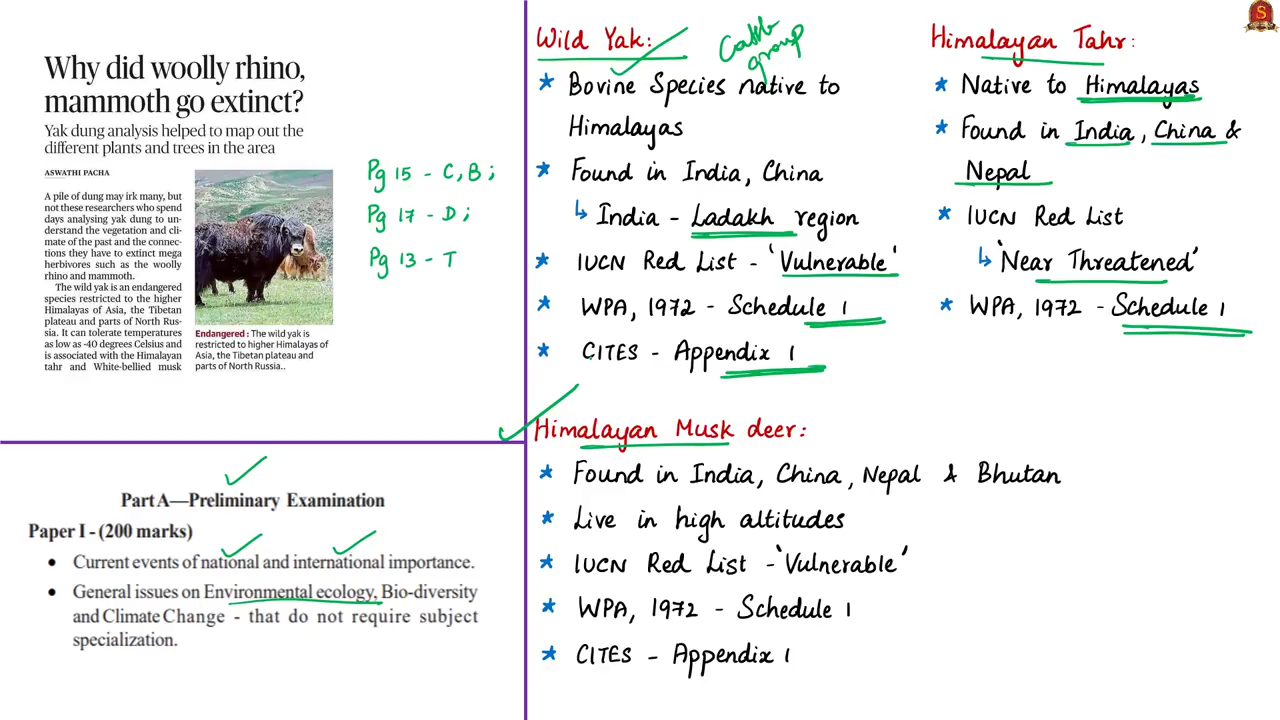 Why did woolly rhino,
mammoth go extinct?
Yak dung analysis helped to map out the
different plants and trees in the area
ASWATHI PACHA
A pile of dung may irk many, but
not these researchers who spend
days analysing yak dung to un-
derstand the vegetation and cli-
mate of the past and the connec-
tions they have to extinct mega
herbivores such as the woolly
rhino and mammoth.
The wild yak is an endangered
species restricted to the higher
Himalayas of Asia, the Tibetan
plateau and parts of North Rus-
sia. It can tolerate temperatures
as low as -40 degrees Celsius and
is associated with the Himalayan
tahr and White-bellied musk
Endangered : The wild yak is
restricted to higher Himalayas of
Asia, the Tibetan plateau and
parts of North Russia..
Pg 15 - C, B;
Pg 17 - D;
Pg 13 - T
Part A—Preliminary Examination
Paper I - (200 marks)
• Current events of national and international importance.
• General issues on Environmental ecology, Bio-diversity
and Climate Change - that do not require subject
specialization.
Wild Yak:
group
* Bovine Species native to
Himalayas
* Found in India, China
↳ India - Ladakh region
* IUCN Red List - 'Vulnerable'
* WPA, 1972 - Schedule 1
* CITES - Appendix 1
Himalayan Tahr:
* Native to Himalayas
* Found in India, China &
Nepal
* IUCN Red List
↳ 'Near Threatened'
* WPA, 1972 - Schedule 1
Himalayan Musk deer:
* Found in India, China, Nepal & Bhutan
* Live in high altitudes
* IUCN Red List - 'Vulnerable'
* WPA, 1972 - Schedule 1
* CITES - Appendix 1